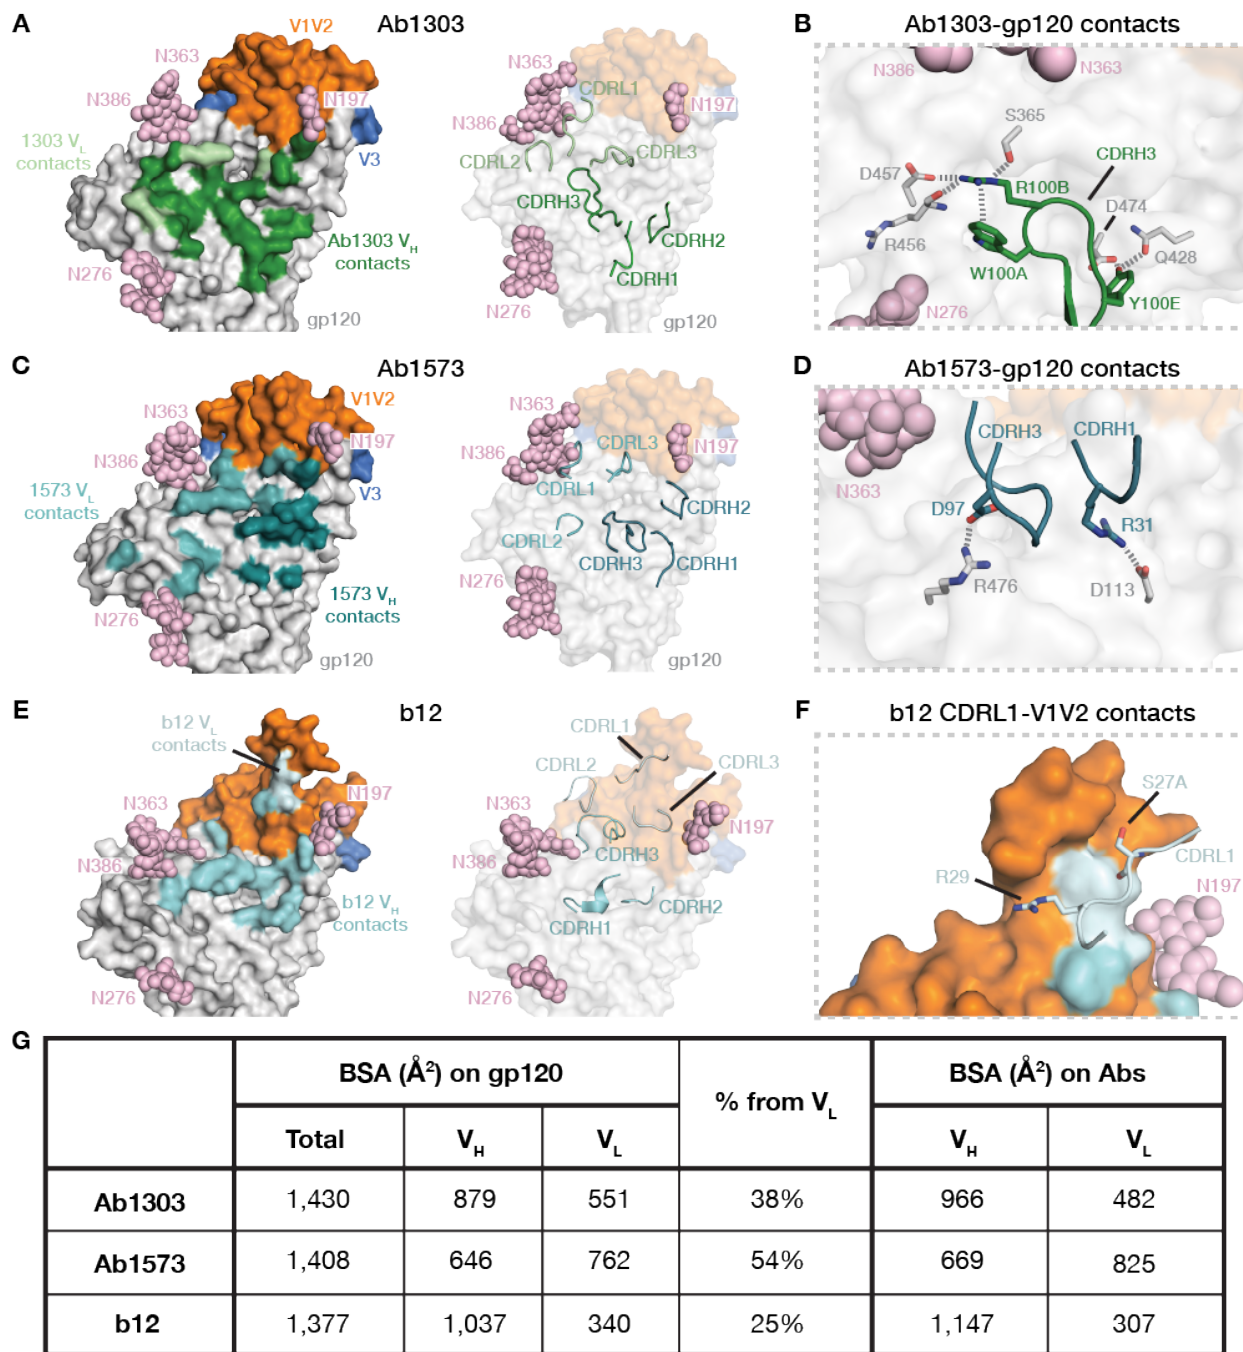 A
Ab1303
V1V2
N363
N386
N197
1303 VL
contacts
V3
Ab1303 VH
contacts
N276
gp120
N363
CDRL1
N386
N197
CDRL2
CDRL3
CDRH3
CDRH2
CDRH1
N276
gp120
B
Ab1303-gp120 contacts
N386
N363
S365
CDRH3
D457
R100B
D474
R456
W100A
Q428
Y100E
N276
C
Ab1573
V1V2
N363
N386
N197
V3
1573 VL
contacts
N276
1573 VH
contacts
gp120
N363
CDRL3
N197
N386
CDRL1
CDRH2
CDRL2
CDRH3
CDRH1
N276
D
Ab1573-gp120 contacts
CDRH3
CDRH1
N363
D97
R31
R476
D113
E
b12
b12 VL
contacts
N363
N197
N386
b12 VH
contacts
N276
CDRL1
CDRL2
CDRL3
N363
N197
N386
CDRH3
CDRH2
CDRH1
N276
F
b12 CDRL1-V1V2 contacts
S27A
CDRL1
R29
N197
G
BSA (Å²) on gp120
% from VL
BSA (Å²) on Abs
Total
VH
VL
VH
VL
Ab1303 1,430 879 551 38% 966 482
Ab1573 1,408 646 762 54% 669 825
b12 1,377 1,037 340 25% 1,147 307